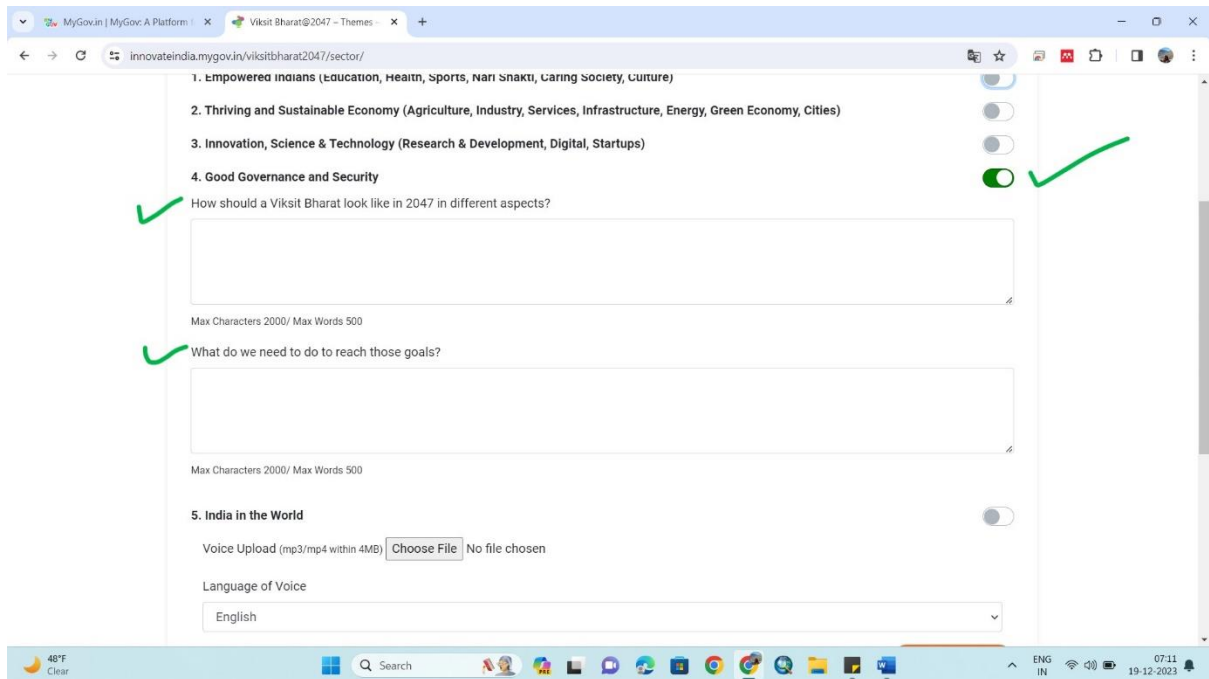 MyGov.in | MyGov: A Platform
Viksit Bharat@2047 – Themes –
innovateindia.mygov.in/viksitbharat2047/sector/
1. Empowered Indians (Education, Health, Sports, Nari Shakti, Caring Society, Culture)
2. Thriving and Sustainable Economy (Agriculture, Industry, Services, Infrastructure, Energy, Green Economy, Cities)
3. Innovation, Science & Technology (Research & Development, Digital, Startups)
4. Good Governance and Security
How should a Viksit Bharat look like in 2047 in different aspects?
Max Characters 2000/ Max Words 500
What do we need to do to reach those goals?
Max Characters 2000/ Max Words 500
5. India in the World
Voice Upload (mp3/mp4 within 4MB) Choose File No file chosen
Language of Voice
English
48°F
Clear
Search
PRE
ENG
IN
07:11
19-12-2023